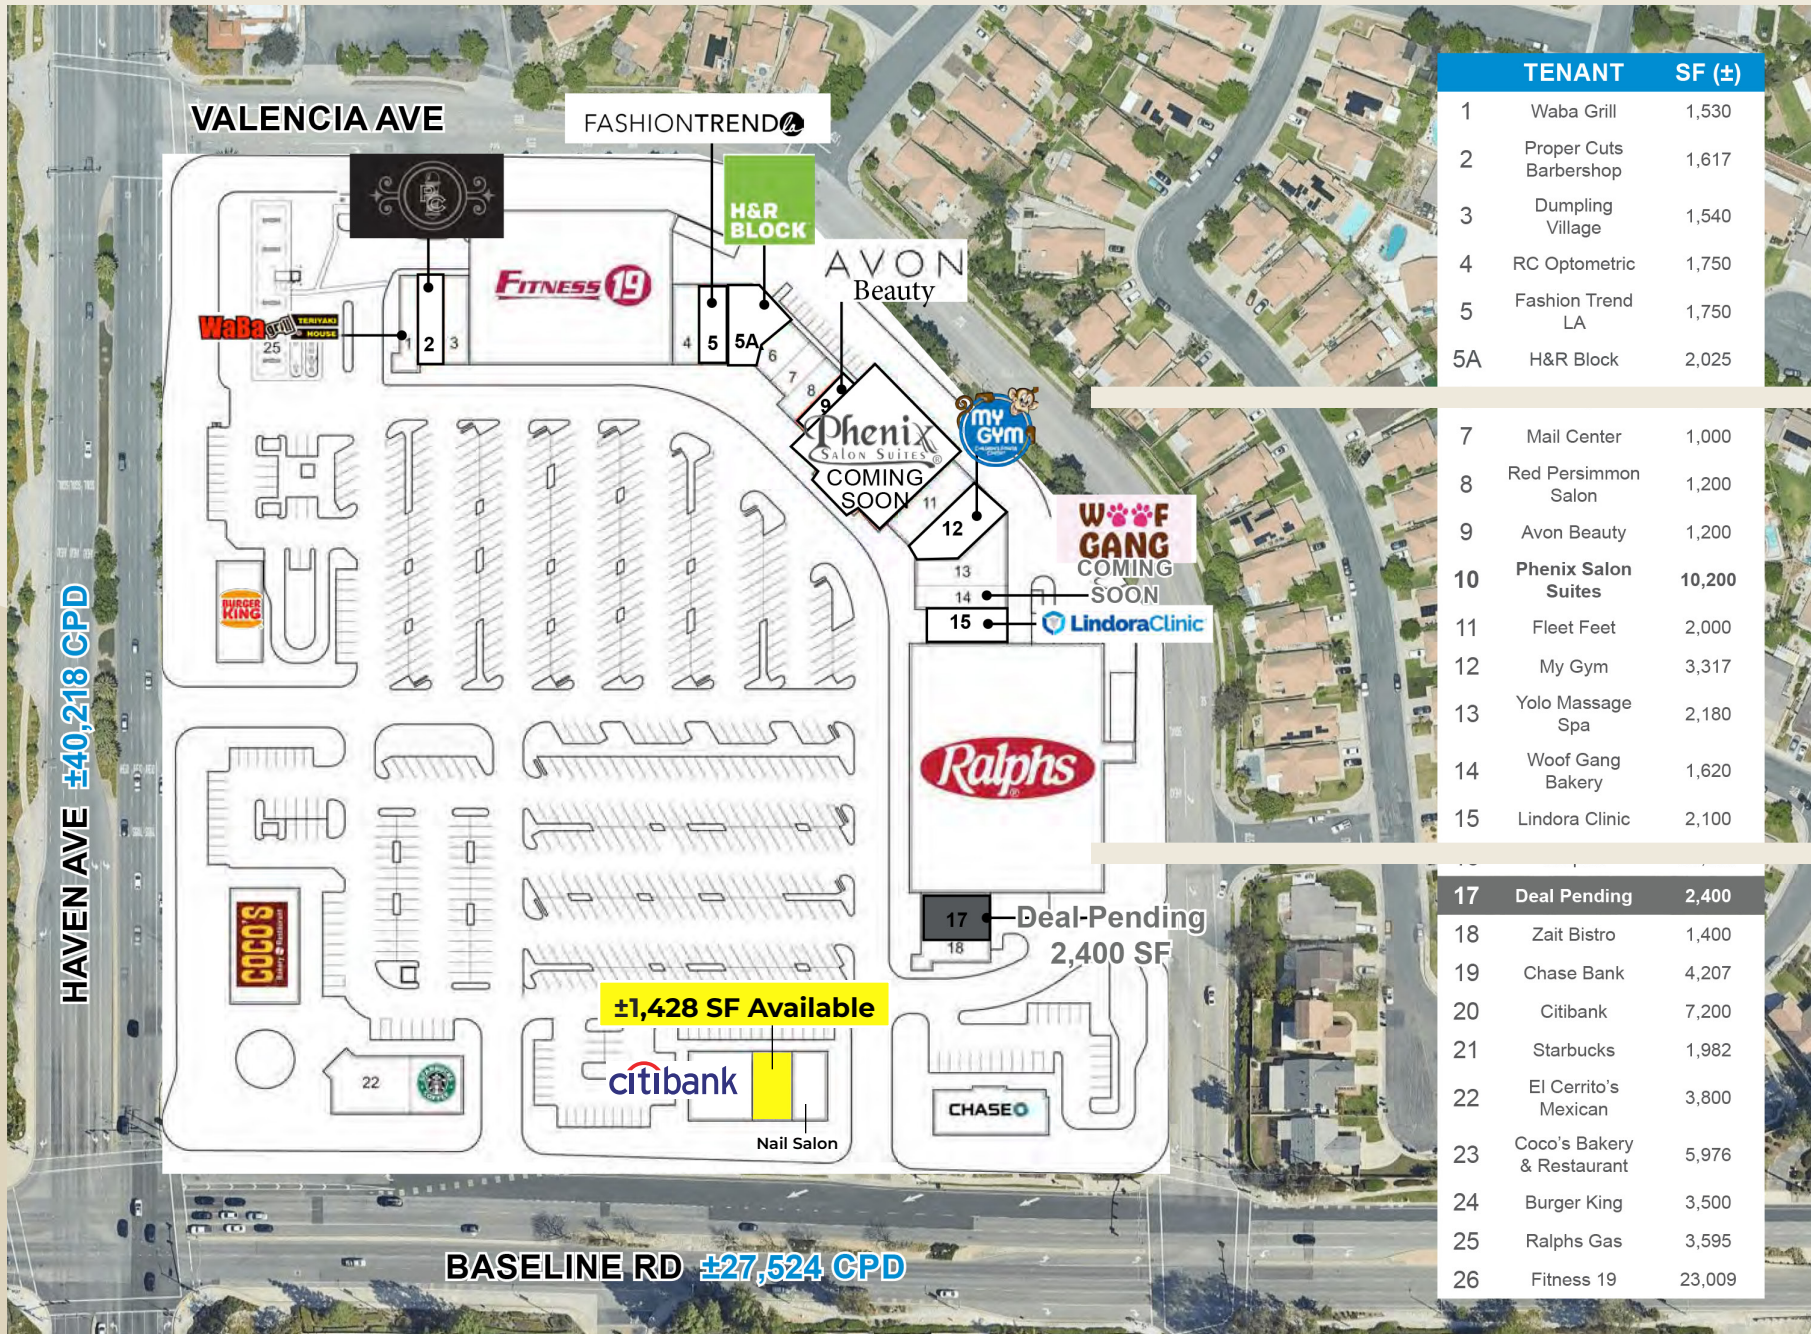 VALENCIA AVE
FASHIONTREND la
H&R
BLOCK
AVON
Beauty
FITNESS 19
WaBa grill TERIYAKI
HOUSE
25
1
2
3
4
5
5A
6
7
8
9
Phenix
SALON SUITES
COMING
SOON
MY
GYM
11
12
WOOF
GANG
COMING
SOON
13
14
15
LindoraClinic
BURGER
KING
Ralphs
HAVEN AVE ±40,218 CPD
COCO'S
Bakery Restaurant
17
Deal-Pending
2,400 SF
18
±1,428 SF Available
citibank
22
STARBUCKS
COFFEE
Nail Salon
CHASE
BASELINE RD ±27,524 CPD
TENANT SF (±)
1 Waba Grill 1,530
2 Proper Cuts Barbershop 1,617
3 Dumpling Village 1,540
4 RC Optometric 1,750
5 Fashion Trend LA 1,750
5A H&R Block 2,025
7 Mail Center 1,000
8 Red Persimmon Salon 1,200
9 Avon Beauty 1,200
10 Phenix Salon Suites 10,200
11 Fleet Feet 2,000
12 My Gym 3,317
13 Yolo Massage Spa 2,180
14 Woof Gang Bakery 1,620
15 Lindora Clinic 2,100
17 Deal Pending 2,400
18 Zait Bistro 1,400
19 Chase Bank 4,207
20 Citibank 7,200
21 Starbucks 1,982
22 El Cerrito's Mexican 3,800
23 Coco's Bakery & Restaurant 5,976
24 Burger King 3,500
25 Ralphs Gas 3,595
26 Fitness 19 23,009